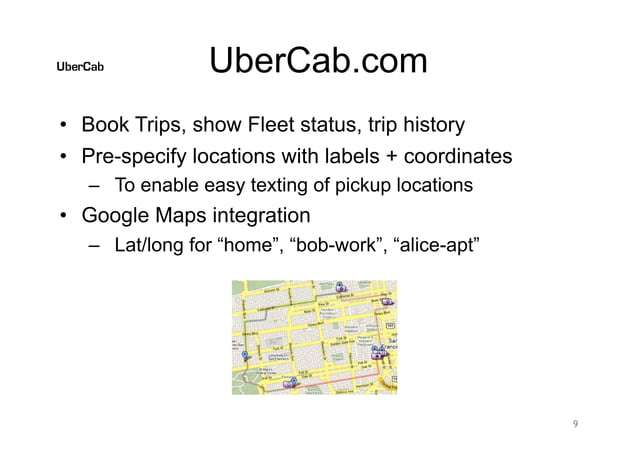 UberCab
UberCab.com
• Book Trips, show Fleet status, trip history
• Pre-specify locations with labels + coordinates
– To enable easy texting of pickup locations
• Google Maps integration
– Lat/long for “home”, “bob-work”, “alice-apt”
9